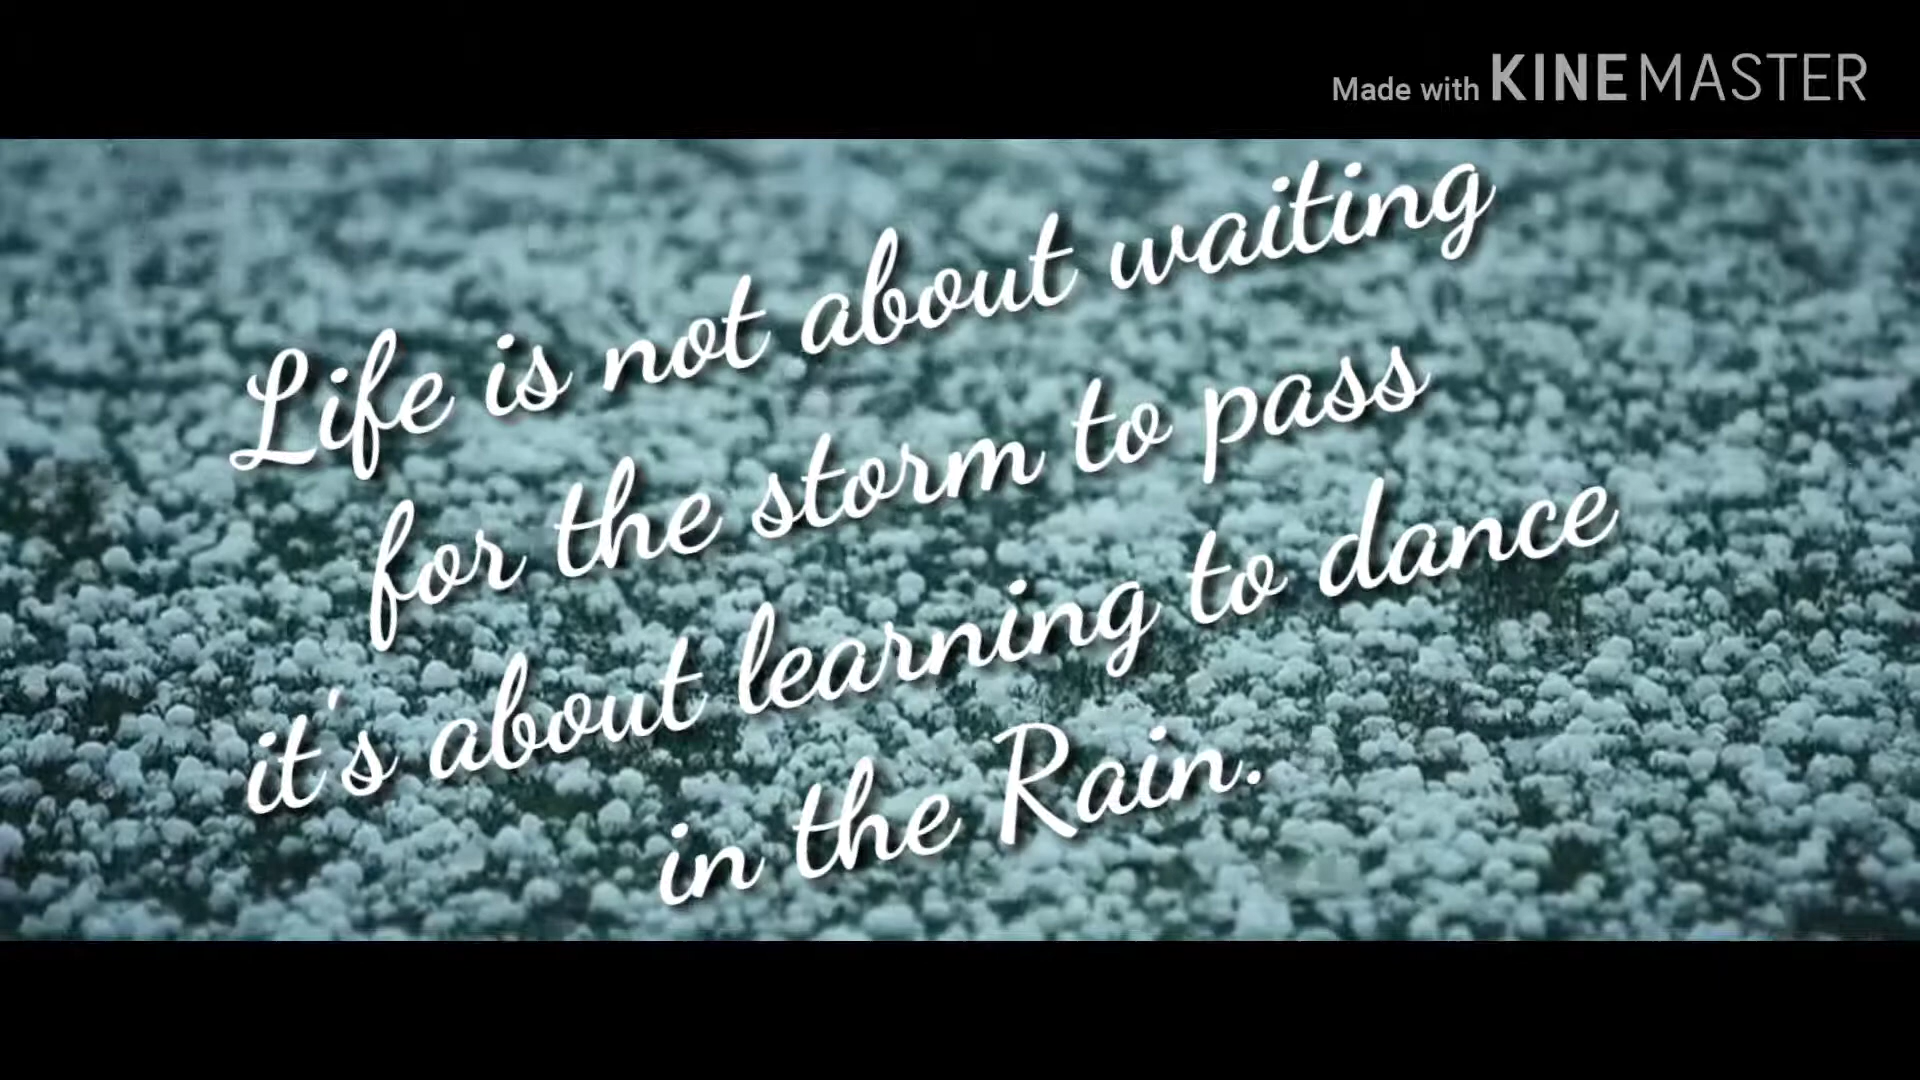 Made with KINEMASTER
Life is not about waiting
for the storm to pass
it's about learning to dance
in the Rain.